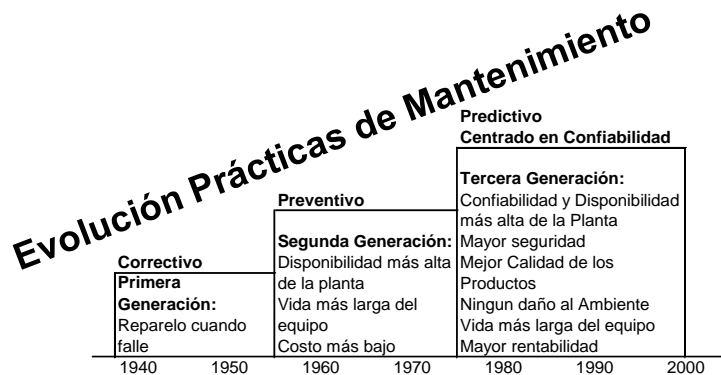 Evolución Prácticas de Mantenimiento
Correctivo
Primera
Generación:
Reparelo cuando
falle
Preventivo
Segunda Generación:
Disponibilidad más alta
de la planta
Vida más larga del
equipo
Costo más bajo
Predictivo
Centrado en Confiabilidad
Tercera Generación:
Confiabilidad y Disponibilidad
más alta de la Planta
Mayor seguridad
Mejor Calidad de los
Productos
Ningun daño al Ambiente
Vida más larga del equipo
Mayor rentabilidad
1940 1950 1960 1970 1980 1990 2000